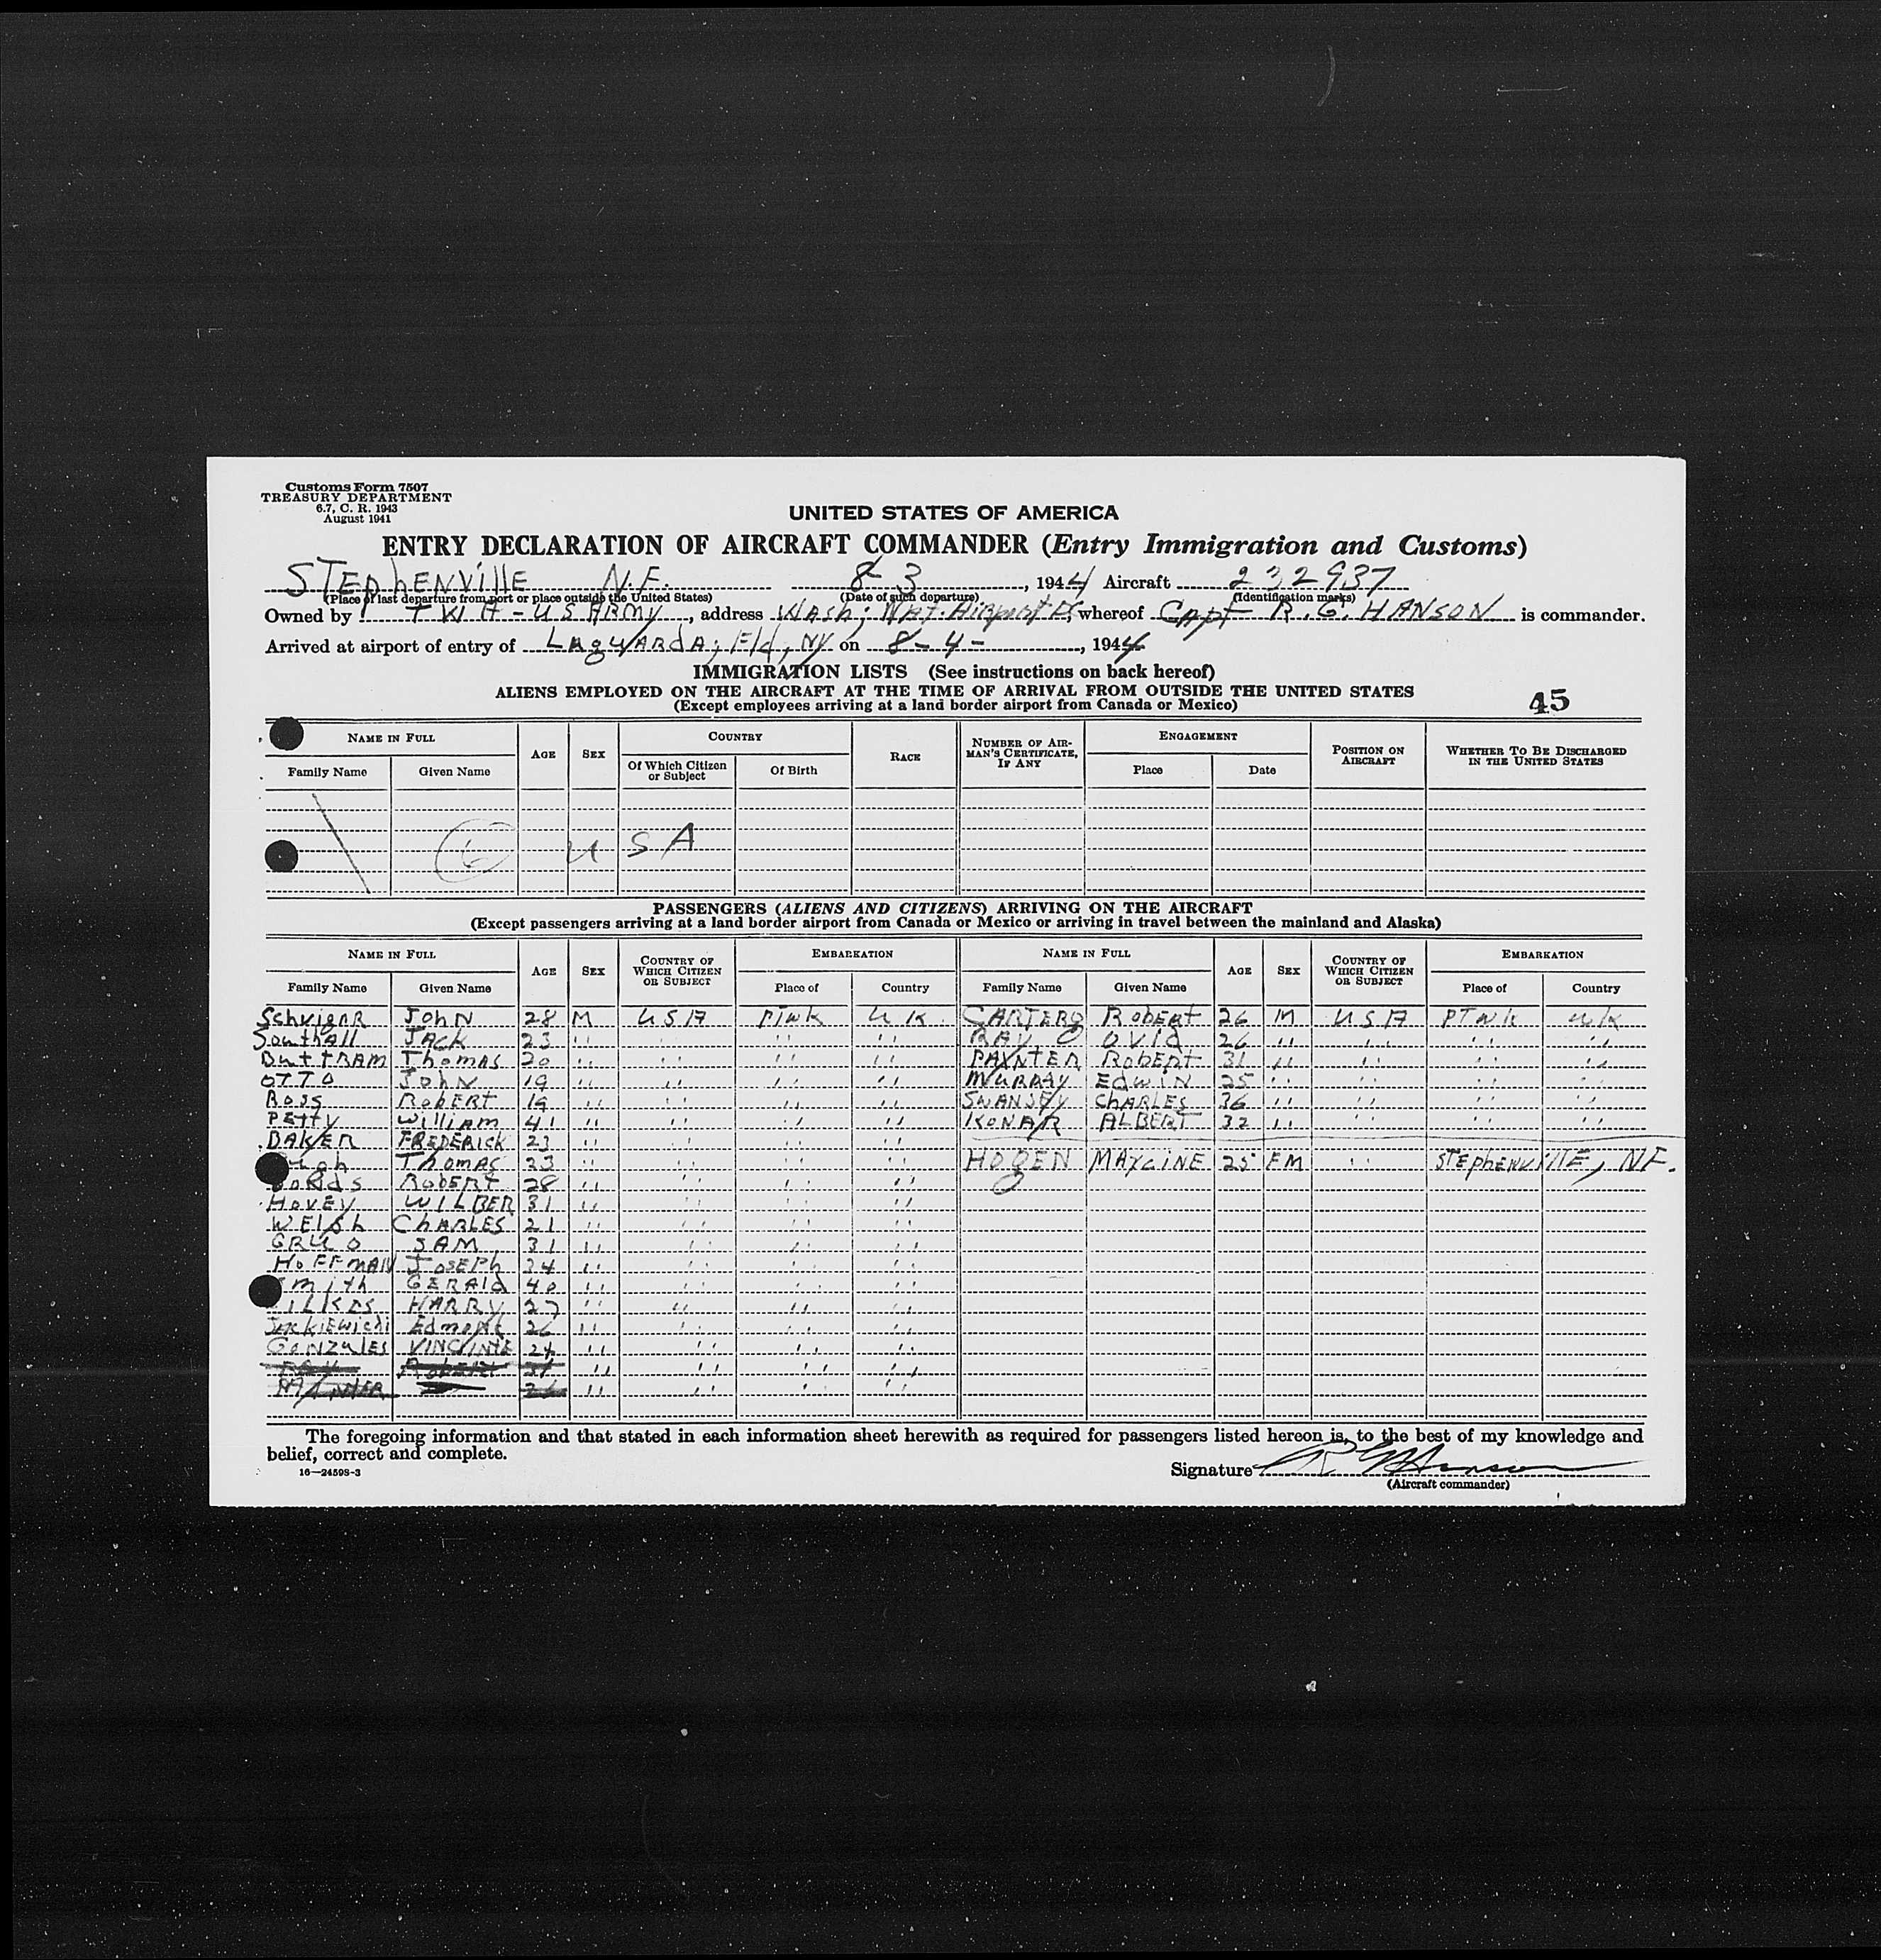 Customs Form 7507
TREASURY DEPARTMENT
6.7, C. R. 1943
August 1941
UNITED STATES OF AMERICA
ENTRY DECLARATION OF AIRCRAFT COMMANDER (Entry Immigration and Customs)
STEphENVille N.F. 8-3, 1944 Aircraft 232937
(Place of last departure from port or place outside the United States) (Date of such departure) (Identification marks)
Owned by TWA - US ARMY, address Wash; Nat. Airport, whereof Capt R. G. HANSON is commander.
Arrived at airport of entry of LAguARdA, Fld, NY on 8-4-, 1944
IMMIGRATION LISTS (See instructions on back hereof)
ALIENS EMPLOYED ON THE AIRCRAFT AT THE TIME OF ARRIVAL FROM OUTSIDE THE UNITED STATES
(Except employees arriving at a land border airport from Canada or Mexico)
45
NAME IN FULL AGE SEX COUNTRY RACE NUMBER OF AIRMAN'S CERTIFICATE, IF ANY ENGAGEMENT POSITION ON AIRCRAFT WHETHER TO BE DISCHARGED IN THE UNITED STATES
Family Name Given Name Of Which Citizen or Subject Of Birth Place Date
6 USA
PASSENGERS (ALIENS AND CITIZENS) ARRIVING ON THE AIRCRAFT
(Except passengers arriving at a land border airport from Canada or Mexico or arriving in travel between the mainland and Alaska)
NAME IN FULL AGE SEX COUNTRY OF WHICH CITIZEN OR SUBJECT EMBARKATION NAME IN FULL AGE SEX COUNTRY OF WHICH CITIZEN OR SUBJECT EMBARKATION
Family Name Given Name Place of Country Family Name Given Name Place of Country
JohN 28 M USA PTWK UK RobERt 26 M USA PTWK UK
Southall JACK 23 " " " " RAY OVId 26 " " " "
ButtRAM Thomas 20 " " " " PAYNTER RobERt 31 " " " "
OTTO JohN 19 " " " " MURRAY EdwIN 25 " " " "
Ross RobERT 19 " " " " SWANSEY ChARLES 36 " " " "
PEttY William 41 " " " " KONAR ALBERT 32 " " " "
BAKER FREDERICK 23 " " " "
Thomas 33 " " " " HOgEN MAXCINE 25 FM " STEphENVIllE, NF.
RobERt 28 " " " "
HOVEY WILBER 31 " " " "
WElsh ChARLES 21 " " " "
SAM 31 " " " "
HoFFmAN JOSEPh 34 " " " "
mith GERAld 40 " " " "
HARRY 27 " " " "
26 " " " "
GONZALES VINCINTE 24 " " " "
" " " "
" " " "
The foregoing information and that stated in each information sheet herewith as required for passengers listed hereon is, to the best of my knowledge and
belief, correct and complete.
16—24598-3
Signature R G Hanson
(Aircraft commander)